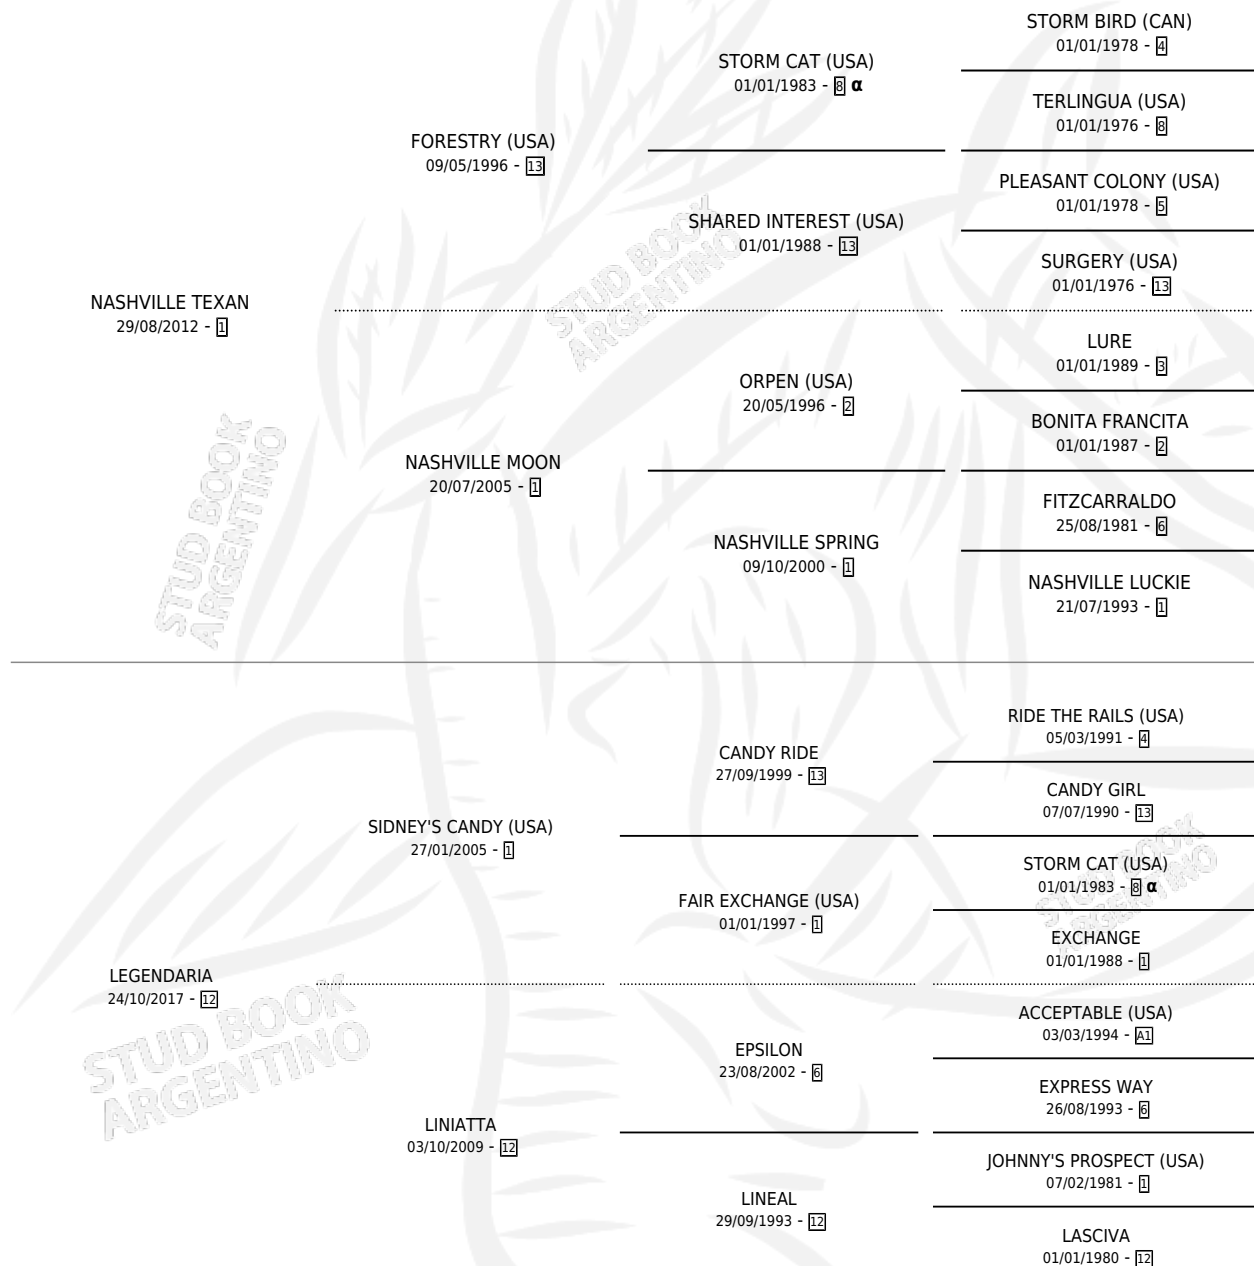 STORM BIRD (CAN)
01/01/1978 - 4
STORM CAT (USA)
01/01/1983 - 8 α
TERLINGUA (USA)
01/01/1976 - 8
FORESTRY (USA)
09/05/1996 - 13
PLEASANT COLONY (USA)
01/01/1978 - 5
SHARED INTEREST (USA)
01/01/1988 - 13
SURGERY (USA)
01/01/1976 - 13
NASHVILLE TEXAN
29/08/2012 - 1
LURE
01/01/1989 - 3
ORPEN (USA)
20/05/1996 - 2
BONITA FRANCITA
01/01/1987 - 2
NASHVILLE MOON
20/07/2005 - 1
FITZCARRALDO
25/08/1981 - 6
NASHVILLE SPRING
09/10/2000 - 1
NASHVILLE LUCKIE
21/07/1993 - 1
RIDE THE RAILS (USA)
05/03/1991 - 4
CANDY RIDE
27/09/1999 - 13
CANDY GIRL
07/07/1990 - 13
SIDNEY'S CANDY (USA)
27/01/2005 - 1
STORM CAT (USA)
01/01/1983 - 8 α
FAIR EXCHANGE (USA)
01/01/1997 - 1
EXCHANGE
01/01/1988 - 1
LEGENDARIA
24/10/2017 - 12
ACCEPTABLE (USA)
03/03/1994 - A1
EPSILON
23/08/2002 - 6
EXPRESS WAY
26/08/1993 - 6
LINIATTA
03/10/2009 - 12
JOHNNY'S PROSPECT (USA)
07/02/1981 - 1
LINEAL
29/09/1993 - 12
LASCIVA
01/01/1980 - 12
STUD BOOK
ARGENTINO
STUD BOOK
ARGENTINO
STUD BOOK
ARGENTINO
STUD BOOK
ARGENTINO